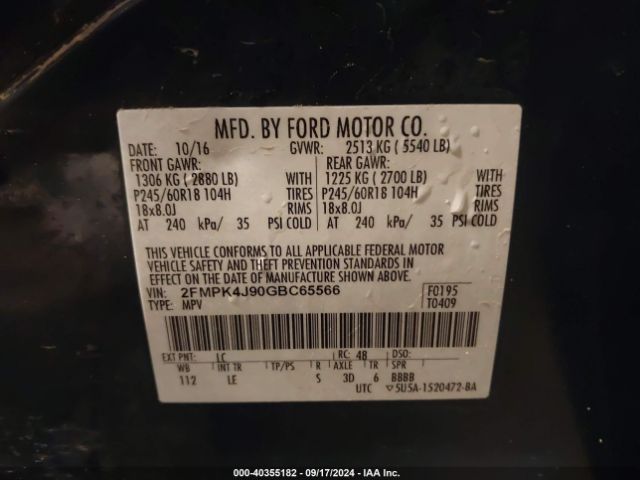 MFD. BY FORD MOTOR CO.
DATE: 10/16 GVWR: 2513 KG ( 5540 LB)
FRONT GAWR: REAR GAWR:
1306 KG ( 2880 LB) WITH 1225 KG ( 2700 LB) WITH
P245/60R18 104H TIRES P245/60R18 104H TIRES
18x8.0J RIMS 18x8.0J RIMS
AT 240 kPa/ 35 PSI COLD AT 240 kPa/ 35 PSI COLD
THIS VEHICLE CONFORMS TO ALL APPLICABLE FEDERAL MOTOR
VEHICLE SAFETY AND THEFT PREVENTION STANDARDS IN
EFFECT ON THE DATE OF MANUFACTURE SHOWN ABOVE.
VIN: 2FMPK4J90GBC65566 F0195
TYPE: MPV T0409
EXT PNT: LC RC: 48 DSO:
WB INT TR TP/PS R AXLE TR SPR
112 LE S 3D 6 BBBB
UTC 5U5A-1520472-BA
© - 40355182 - 09/17/2024 - IAA Inc.